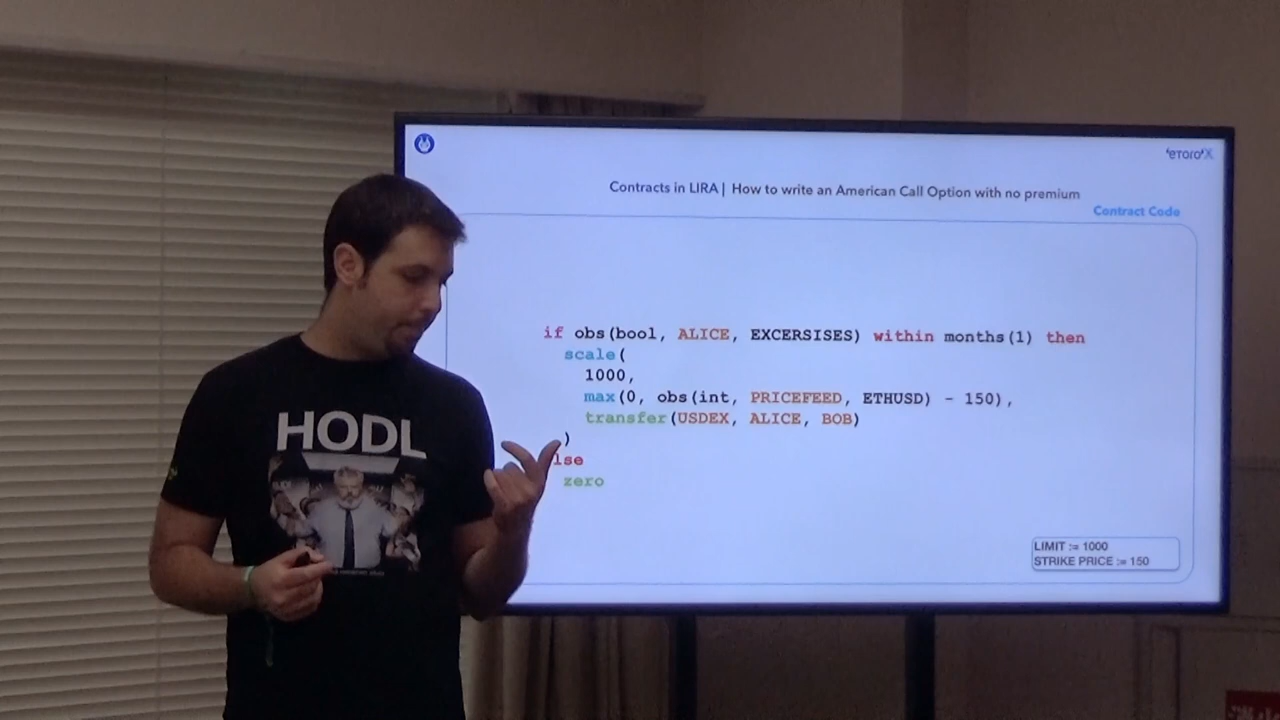 'eToro'X
Contracts in LIRA | How to write an American Call Option with no premium
Contract Code
if obs(bool, ALICE, EXCERSISES) within months(1) then
scale(
1000,
max(0, obs(int, PRICEFEED, ETHUSD) - 150),
transfer(USDEX, ALICE, BOB)
)
lse
zero
LIMIT := 1000
STRIKE PRICE := 150
HODL